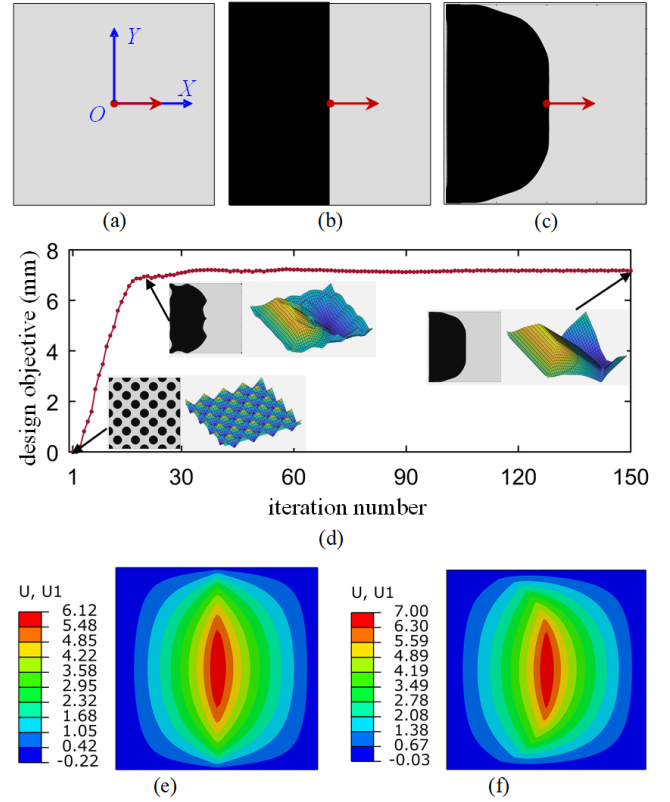 Y
O
X
(a) (b) (c)
design objective (mm)
8
6
4
2
0
1 30 60 90 120 150
iteration number
(d)
U, U1
6.12
5.48
4.85
4.22
3.58
2.95
2.32
1.68
1.05
0.42
-0.22
(e)
U, U1
7.00
6.30
5.59
4.89
4.19
3.49
2.78
2.08
1.38
0.67
-0.03
(f)